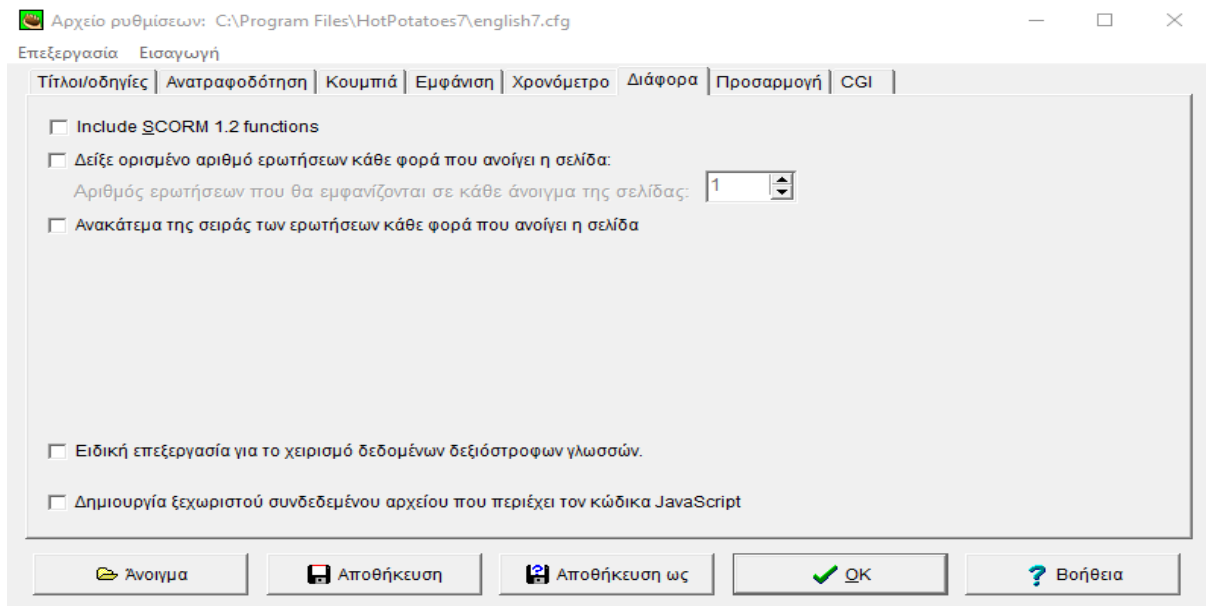 Αρχείο ρυθμίσεων: C:\Program Files\HotPotatoes7\english7.cfg
Επεξεργασία Εισαγωγή
Τίτλοι/οδηγίες Ανατραφοδότηση Κουμπιά Εμφάνιση Χρονόμετρο Διάφορα Προσαρμογή CGI
Include SCORM 1.2 functions
Δείξε ορισμένο αριθμό ερωτήσεων κάθε φορά που ανοίγει η σελίδα:
Αριθμός ερωτήσεων που θα εμφανίζονται σε κάθε άνοιγμα της σελίδας: 1
Ανακάτεμα της σειράς των ερωτήσεων κάθε φορά που ανοίγει η σελίδα
Ειδική επεξεργασία για το χειρισμό δεδομένων δεξιόστροφων γλωσσών.
Δημιουργία ξεχωριστού συνδεδεμένου αρχείου που περιέχει τον κώδικα JavaScript
Άνοιγμα Αποθήκευση Αποθήκευση ως OK Βοήθεια